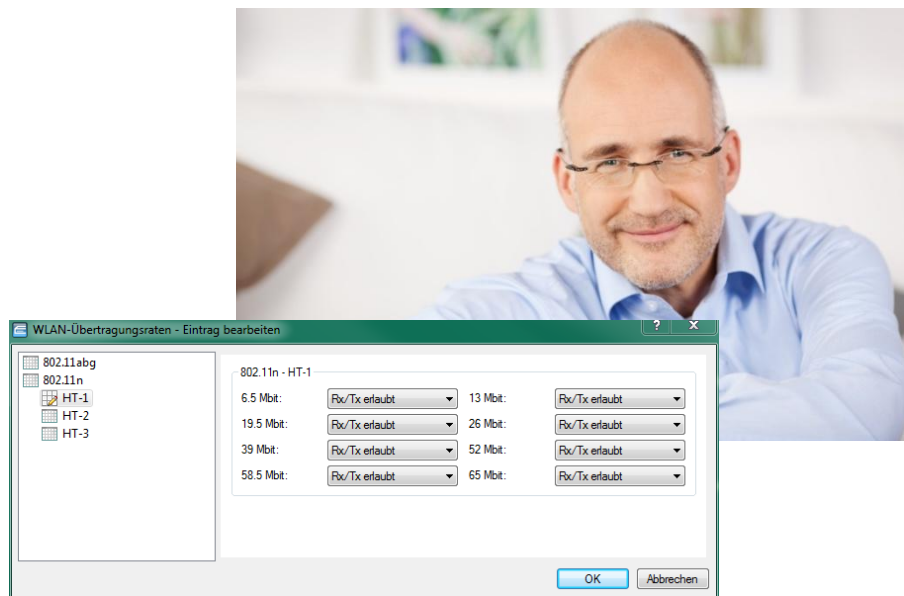 WLAN-Übertragungsraten - Eintrag bearbeiten
? X
802.11abg
802.11n
HT-1
HT-2
HT-3
802.11n - HT-1
6.5 Mbit: Rx/Tx erlaubt 13 Mbit: Rx/Tx erlaubt
19.5 Mbit: Rx/Tx erlaubt 26 Mbit: Rx/Tx erlaubt
39 Mbit: Rx/Tx erlaubt 52 Mbit: Rx/Tx erlaubt
58.5 Mbit: Rx/Tx erlaubt 65 Mbit: Rx/Tx erlaubt
OK Abbrechen